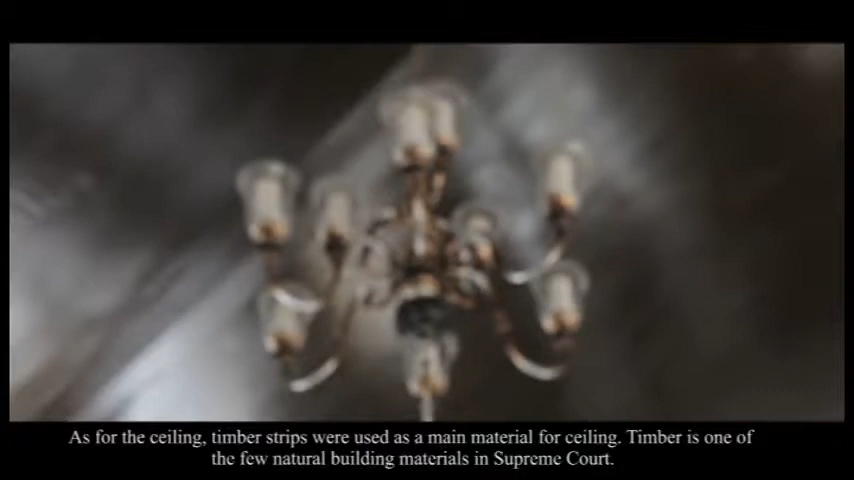 As for the ceiling, timber strips were used as a main material for ceiling. Timber is one of
the few natural building materials in Supreme Court.